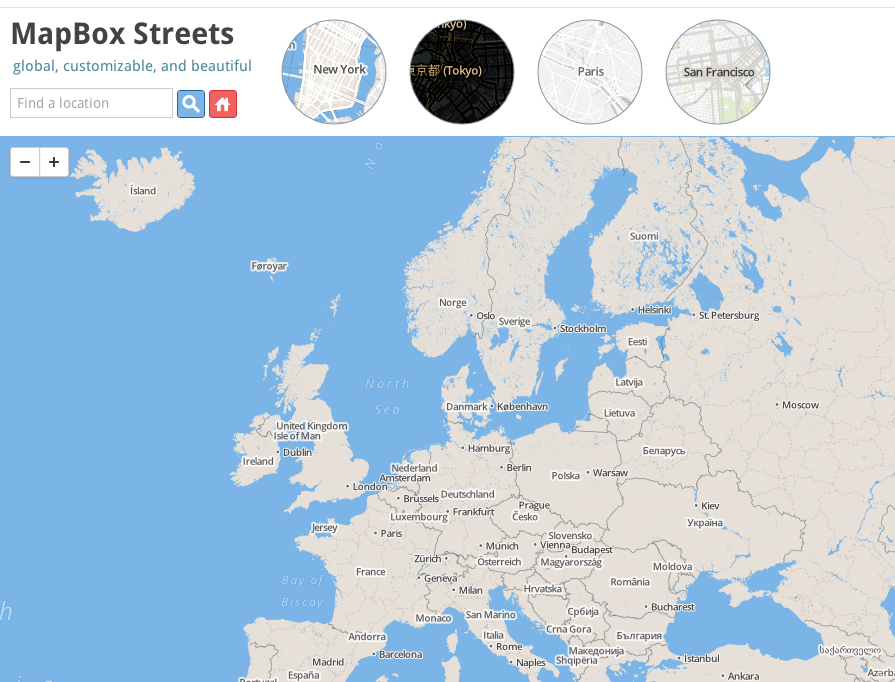 MapBox Streets
global, customizable, and beautiful
Find a location
New York
東京都 (Tokyo)
Paris
San Francisco
− +
Ísland
Føroyar
Suomi
Norge
Oslo
Sverige
Helsinki
St. Petersburg
Stockholm
Eesti
North
Sea
Latvija
Danmark
København
Lietuva
Moscow
United Kingdom
Isle of Man
Dublin
Ireland
Hamburg
Беларусь
Nederland
Amsterdam
Berlin
Polska
Warsaw
London
Brussels
Deutschland
Luxembourg
Frankfurt
Prague
Česko
Kiev
Україна
Jersey
Paris
Slovensko
Munich
Vienna
Budapest
Zürich
Österreich
Magyarország
Moldova
France
Geneva
Bay of
Biscay
Milan
Hrvatska
România
Monaco
San Marino
Србија
Bucharest
Andorra
Italia
Crna Gora
България
Rome
Македонија
Shqipëria
საქართველო
Madrid
Barcelona
Naples
İstanbul
España
Ankara